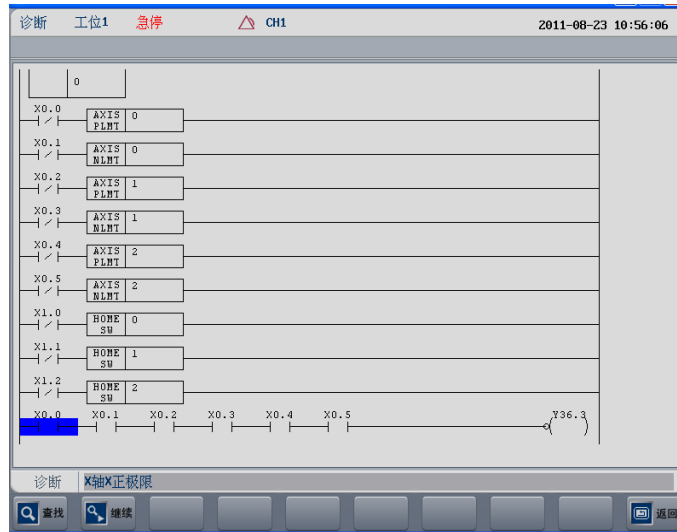 诊断 工位1 急停 CH1 2011-08-23 10:56:06
0
X0.0
AXIS 0
PLMT
X0.1
AXIS 0
NLMT
X0.2
AXIS 1
PLMT
X0.3
AXIS 1
NLMT
X0.4
AXIS 2
PLMT
X0.5
AXIS 2
NLMT
X1.0
HOME 0
SW
X1.1
HOME 1
SW
X1.2
HOME 2
SW
X0.0 X0.1 X0.2 X0.3 X0.4 X0.5 Y36.3
诊断 X轴X正极限
查找 继续 返回